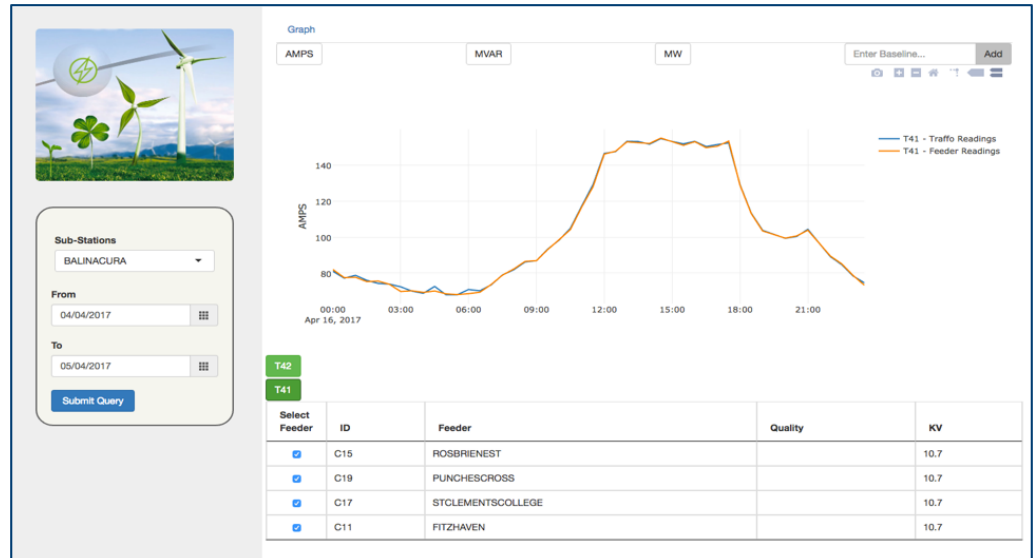 Graph
AMPS MVAR MW Enter Baseline... Add
Sub-Stations
BALINACURA
From
04/04/2017
To
05/04/2017
Submit Query
T41 - Traffo Readings
T41 - Feeder Readings
AMPS
140
120
100
80
00:00 03:00 06:00 09:00 12:00 15:00 18:00 21:00
Apr 16, 2017
T42
T41
Select Feeder ID Feeder Quality KV
C15 ROSBRIENEST 10.7
C19 PUNCHESCROSS 10.7
C17 STCLEMENTSCOLLEGE 10.7
C11 FITZHAVEN 10.7